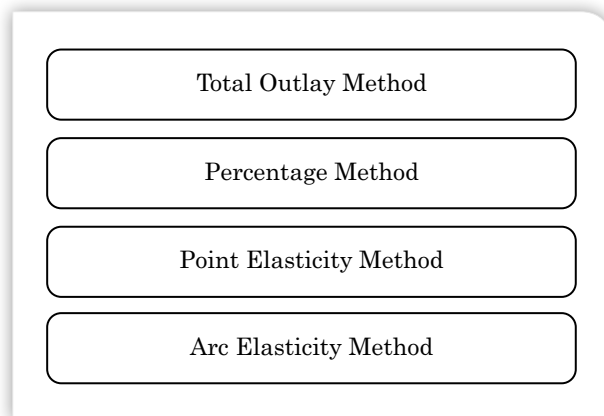 Total Outlay Method
Percentage Method
Point Elasticity Method
Arc Elasticity Method